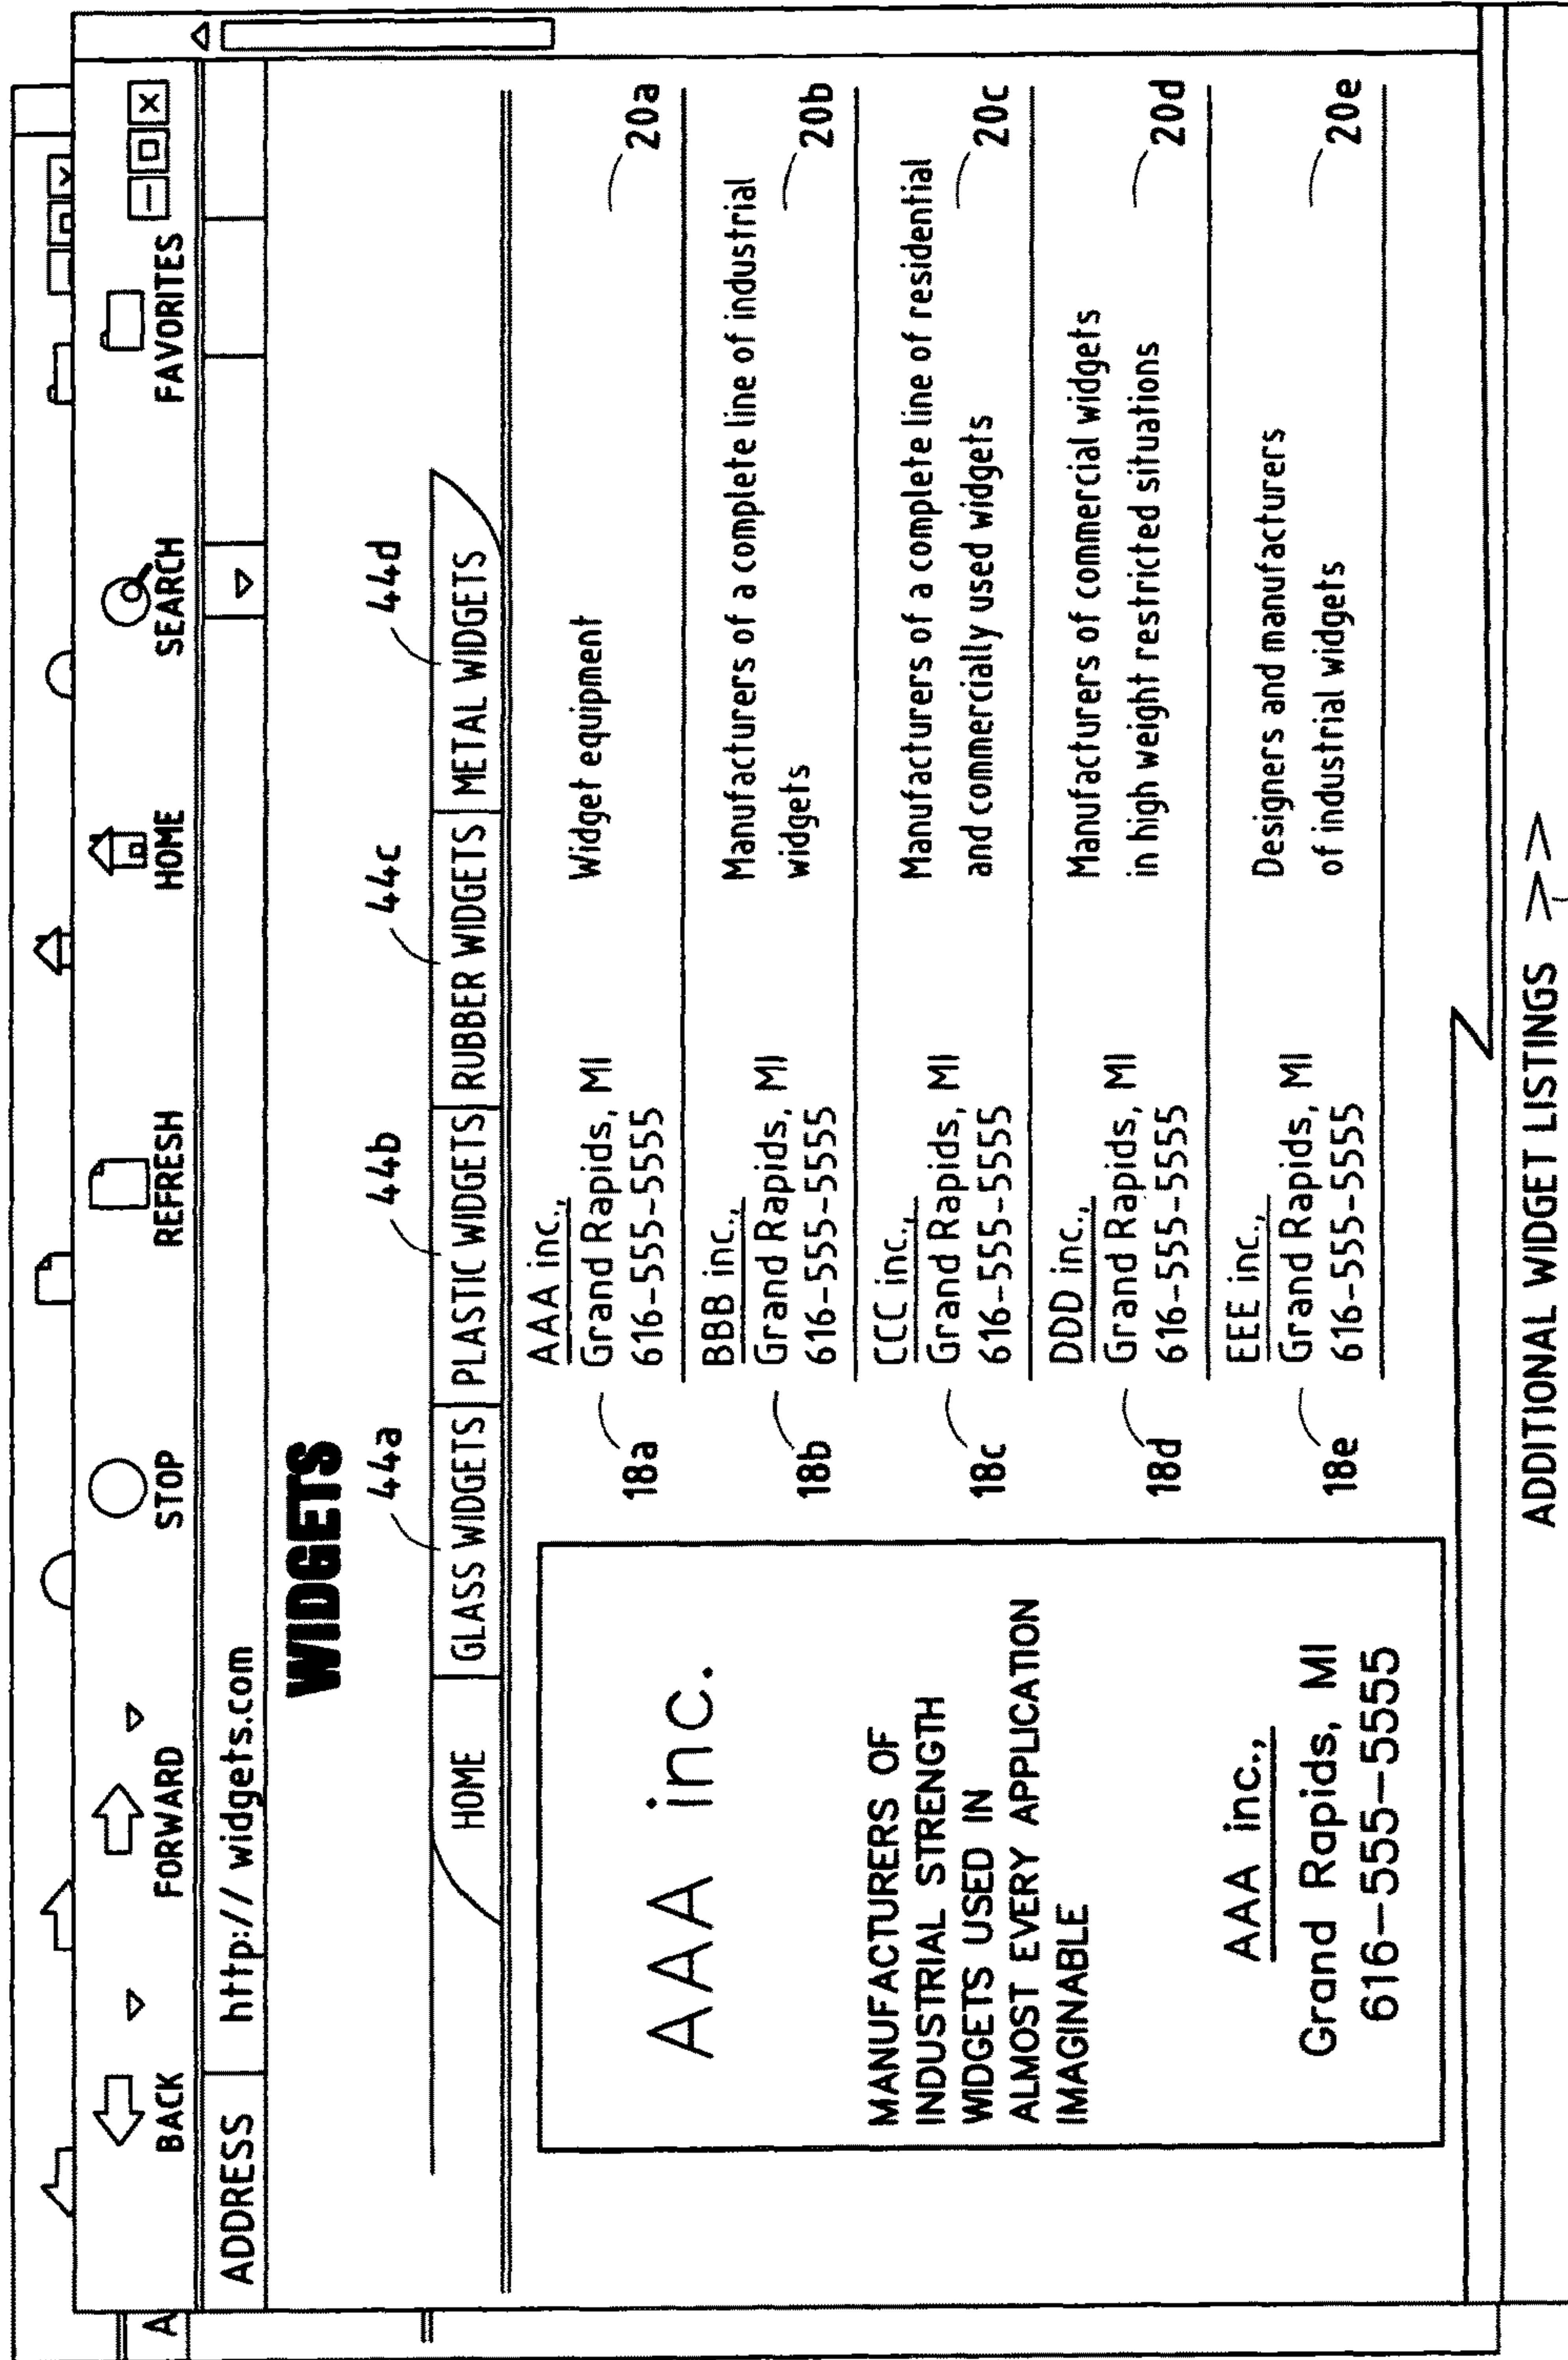 BACK FORWARD STOP REFRESH HOME SEARCH FAVORITES
A
ADDRESS http:// widgets.com
WIDGETS
44a 44b 44c 44d
HOME GLASS WIDGETS PLASTIC WIDGETS RUBBER WIDGETS METAL WIDGETS
AAA inc.
MANUFACTURERS OF
INDUSTRIAL STRENGTH
WIDGETS USED IN
ALMOST EVERY APPLICATION
IMAGINABLE
AAA inc.,
Grand Rapids, MI
616-555-5555
18a
AAA inc.,
Grand Rapids, MI
616-555-5555
Widget equipment
20a
18b
BBB inc.,
Grand Rapids, MI
616-555-5555
Manufacturers of a complete line of industrial
widgets
20b
18c
CCC inc.,
Grand Rapids, MI
616-555-5555
Manufacturers of a complete line of residential
and commercially used widgets
20c
18d
DDD inc.,
Grand Rapids, MI
616-555-5555
Manufacturers of commercial widgets
in high weight restricted situations
20d
18e
EEE inc.,
Grand Rapids, MI
616-555-5555
Designers and manufacturers
of industrial widgets
20e
ADDITIONAL WIDGET LISTINGS >>